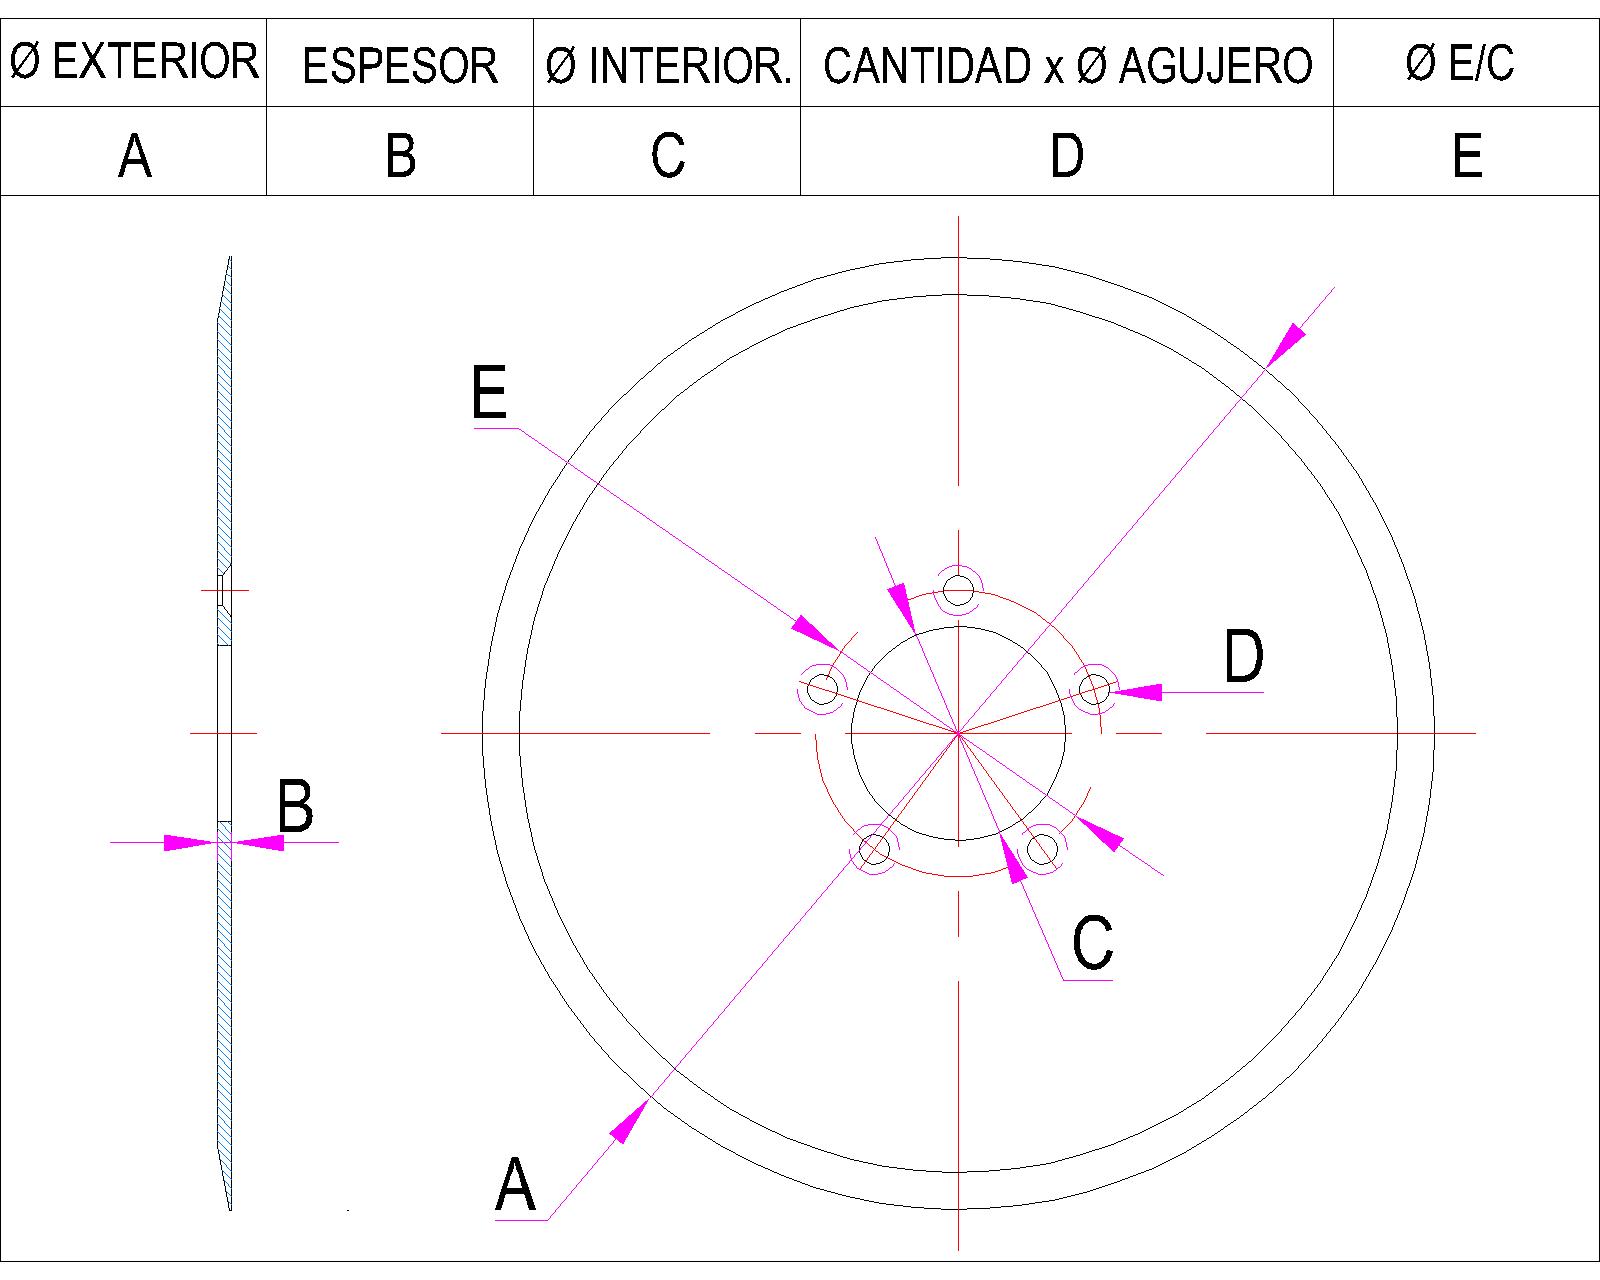 Ø EXTERIOR ESPESOR Ø INTERIOR. CANTIDAD x Ø AGUJERO Ø E/C
A B C D E
E
D
B
C
A